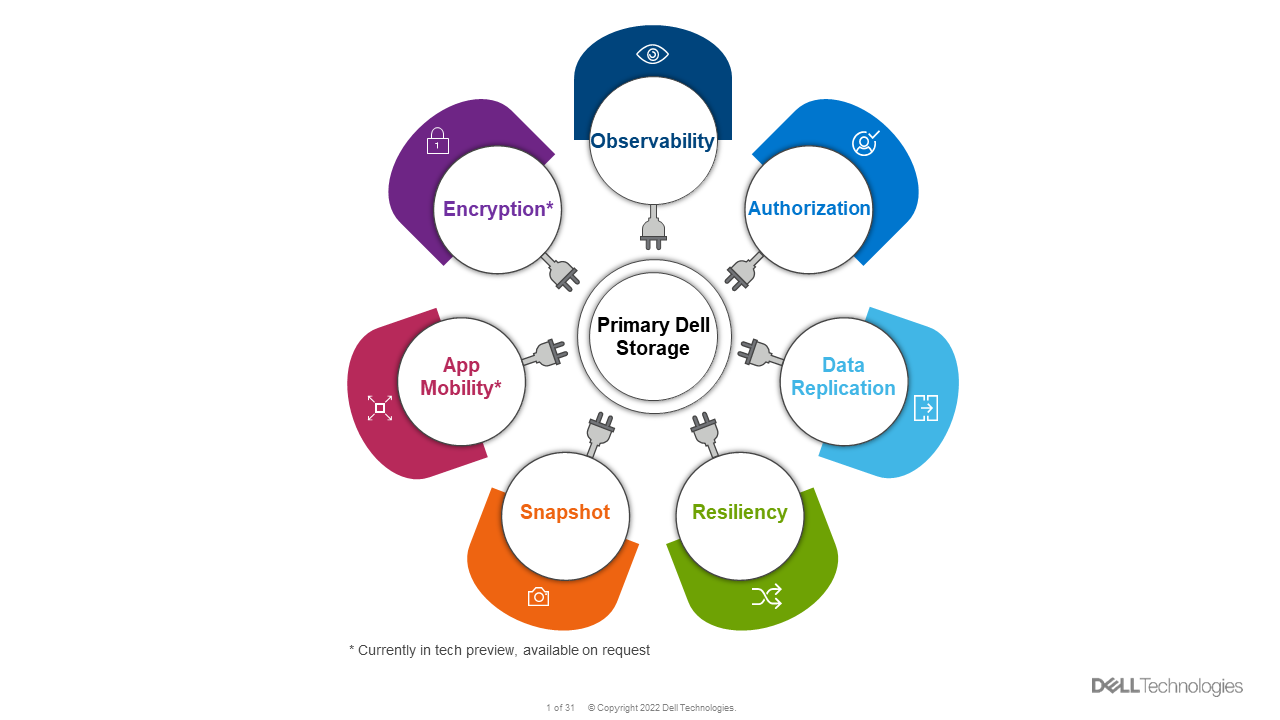 Observability
Encryption*
Authorization
Primary Dell
Storage
App
Mobility*
Data
Replication
Snapshot
Resiliency
* Currently in tech preview, available on request
DELLTechnologies
1 of 31 © Copyright 2022 Dell Technologies.